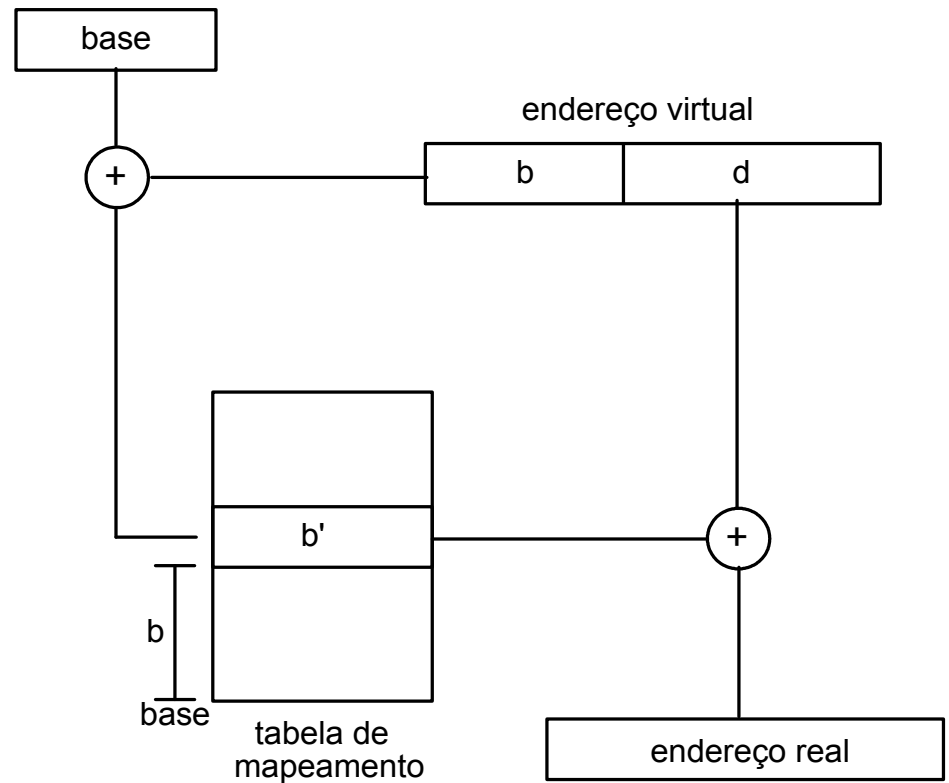 base
endereço virtual
+
b
d
b'
+
b
base
tabela de
mapeamento
endereço real